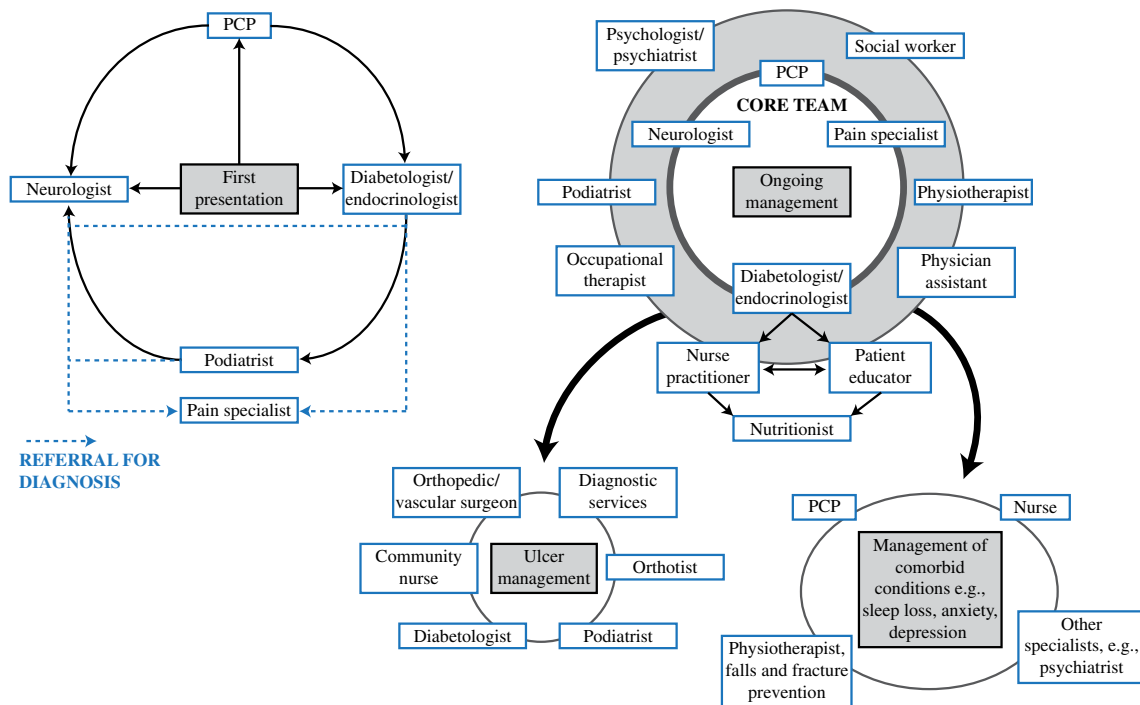 PCP
Neurologist
First
presentation
Diabetologist/
endocrinologist
Podiatrist
Pain specialist
REFERRAL FOR
DIAGNOSIS
Psychologist/
psychiatrist
Social worker
PCP
CORE TEAM
Neurologist
Pain specialist
Podiatrist
Ongoing
management
Physiotherapist
Occupational
therapist
Diabetologist/
endocrinologist
Physician
assistant
Nurse
practitioner
Patient
educator
Nutritionist
Orthopedic/
vascular surgeon
Diagnostic
services
Community
nurse
Ulcer
management
Orthotist
Diabetologist
Podiatrist
PCP
Nurse
Management of
comorbid
conditions e.g.,
sleep loss, anxiety,
depression
Physiotherapist,
falls and fracture
prevention
Other
specialists, e.g.,
psychiatrist